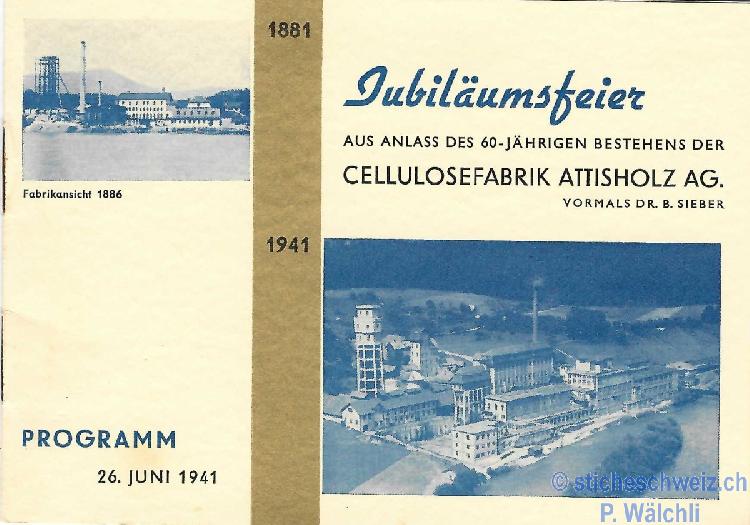 1881
Jubiläumsfeier
AUS ANLASS DES 60-JÄHRIGEN BESTEHENS DER
CELLULOSEFABRIK ATTISHOLZ AG.
VORMALS DR. B. SIEBER
Fabrikansicht 1886
1941
PROGRAMM
26. JUNI 1941
© sticheschweiz.ch
P. Wälchli